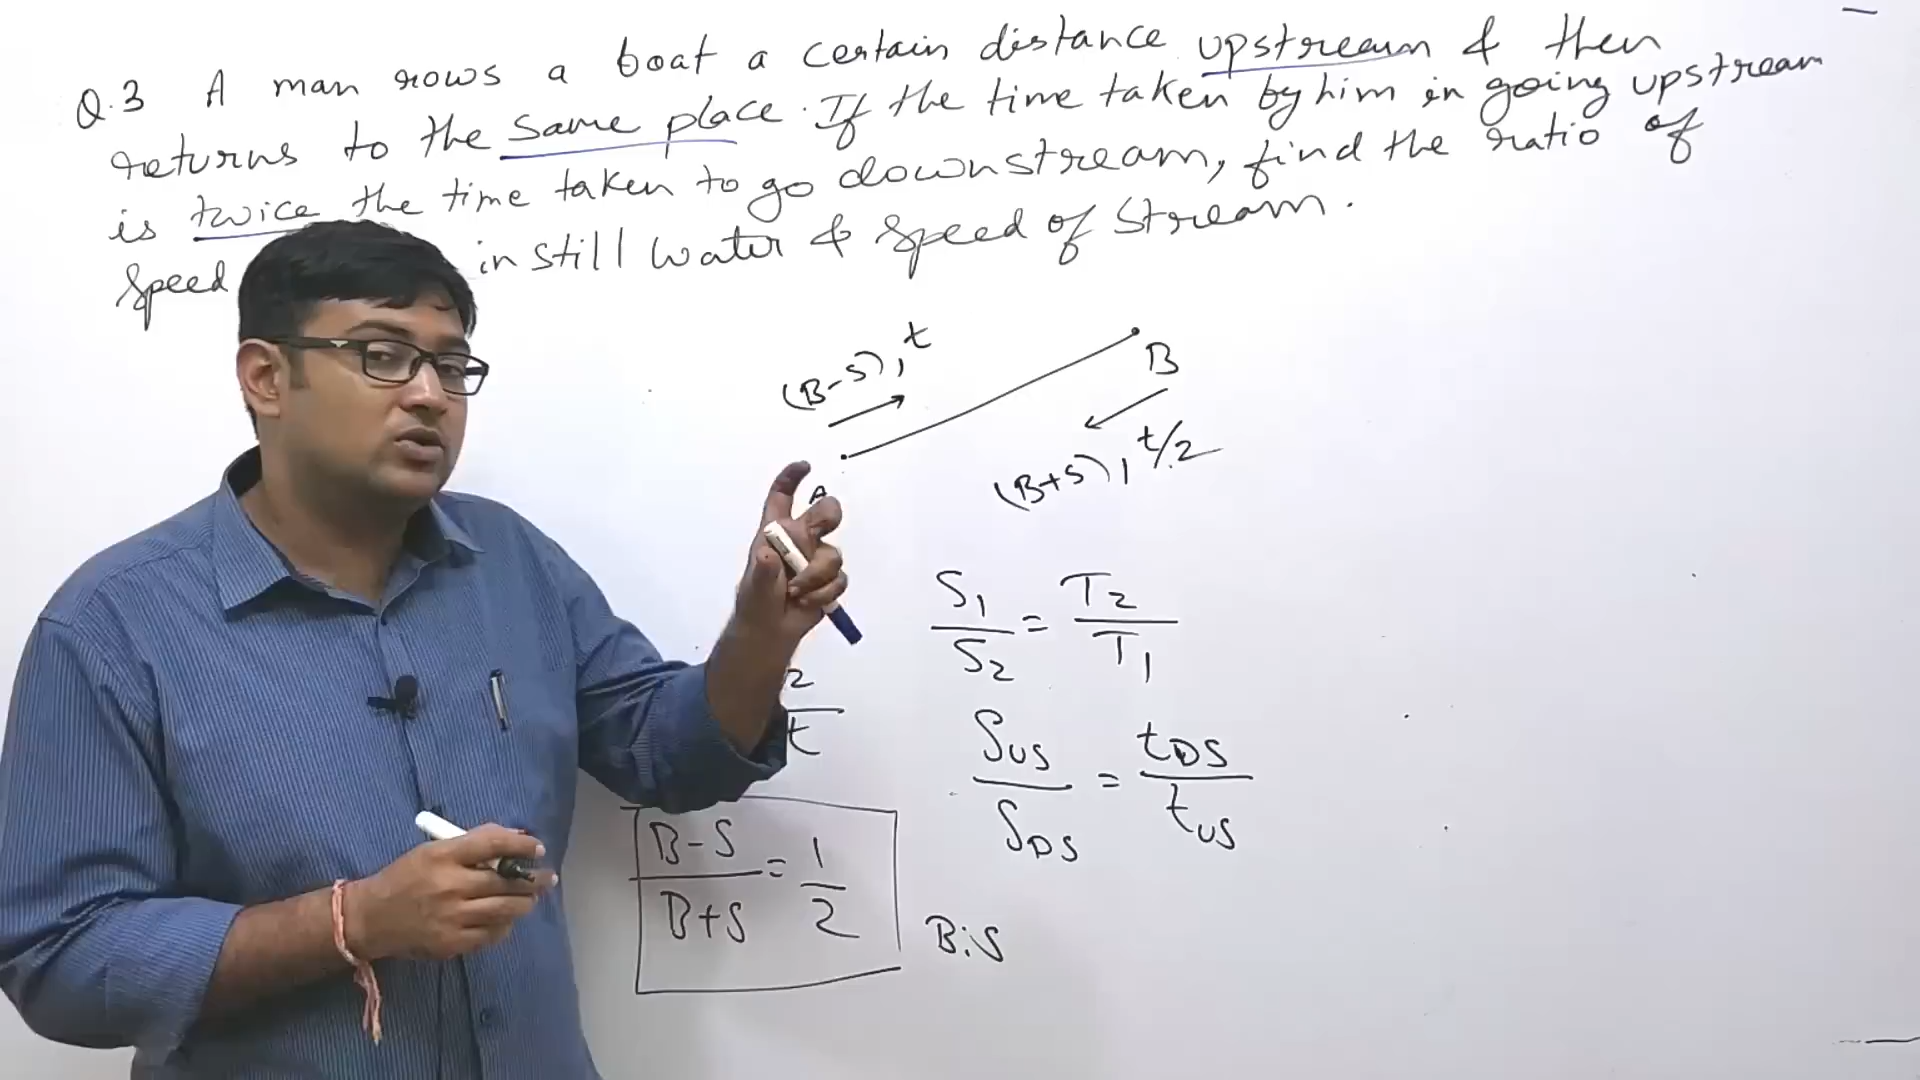 Q.3 A man rows a boat a certain distance upstream & then
returns to the same place. If the time taken by him in going upstream
is twice the time taken to go downstream, find the ratio of
Speed in still water & Speed of Stream.
(B-S), t
B
A
(B+S), t/2
S1/S2 = T2/T1
2
t
SUS/SDS = tDS/tUS
B-S/B+S = 1/2
B:S